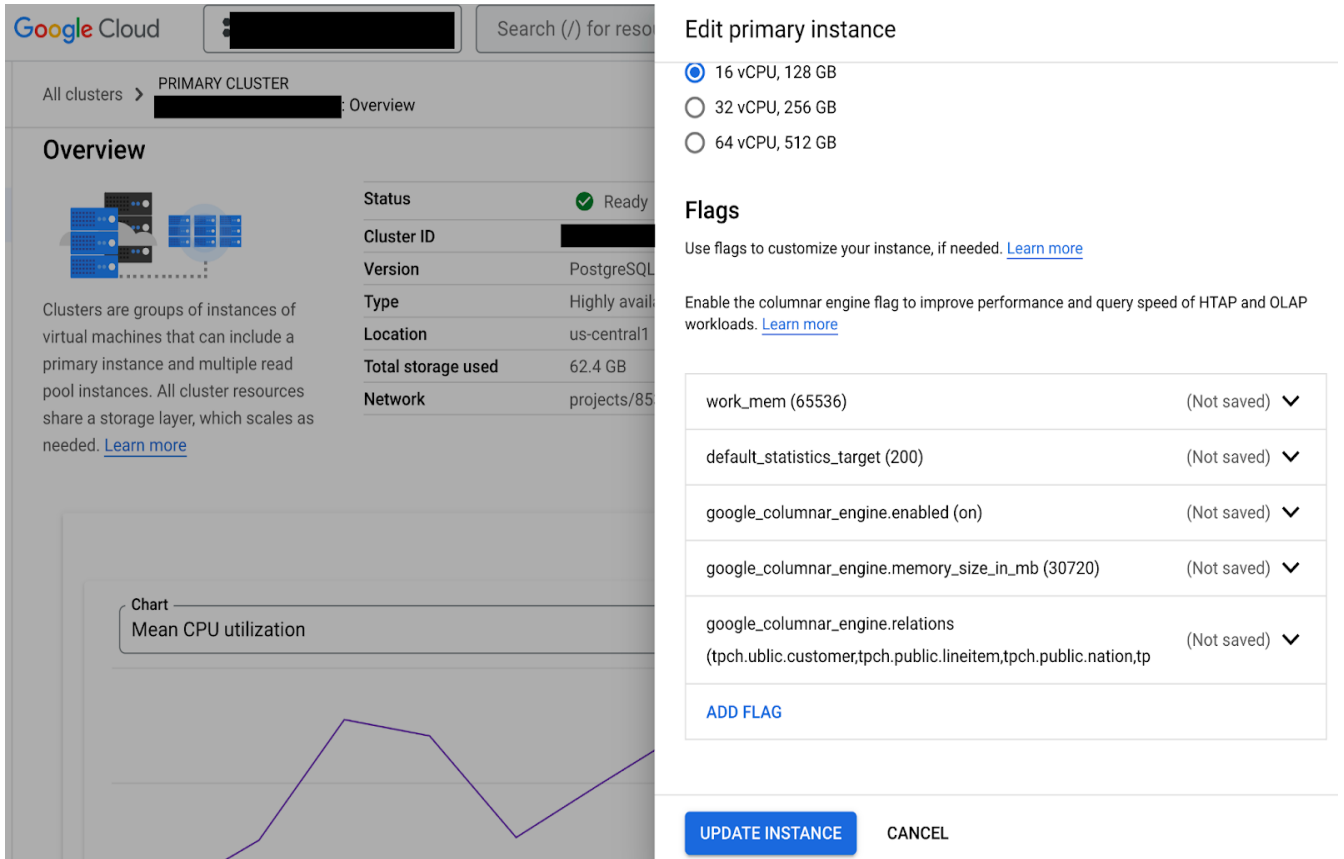 Google Cloud
Search (/) for reso
All clusters
PRIMARY CLUSTER
: Overview
Overview
Clusters are groups of instances of
virtual machines that can include a
primary instance and multiple read
pool instances. All cluster resources
share a storage layer, which scales as
needed. Learn more
Status Ready
Cluster ID
Version PostgreSQL
Type Highly avail
Location us-central1
Total storage used 62.4 GB
Network projects/85
Chart
Mean CPU utilization
Edit primary instance
16 vCPU, 128 GB
32 vCPU, 256 GB
64 vCPU, 512 GB
Flags
Use flags to customize your instance, if needed. Learn more
Enable the columnar engine flag to improve performance and query speed of HTAP and OLAP
workloads. Learn more
work_mem (65536) (Not saved)
default_statistics_target (200) (Not saved)
google_columnar_engine.enabled (on) (Not saved)
google_columnar_engine.memory_size_in_mb (30720) (Not saved)
google_columnar_engine.relations (Not saved)
(tpch.ublic.customer,tpch.public.lineitem,tpch.public.nation,tp
ADD FLAG
UPDATE INSTANCE CANCEL